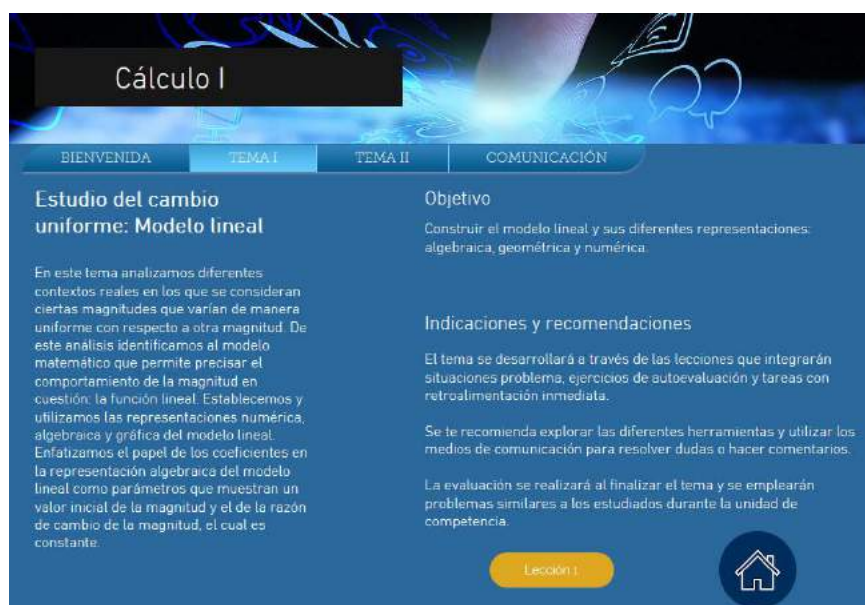 Cálculo I
BIENVENIDA
TEMA I
TEMA II
COMUNICACIÓN
Estudio del cambio
uniforme: Modelo lineal
En este tema analizamos diferentes
contextos reales en los que se consideran
ciertas magnitudes que varían de manera
uniforme con respecto a otra magnitud. De
este análisis identificamos al modelo
matemático que permite precisar el
comportamiento de la magnitud en
cuestión: la función lineal. Establecemos y
utilizamos las representaciones numérica,
algebraica y gráfica del modelo lineal.
Enfatizamos el papel de los coeficientes en
la representación algebraica del modelo
lineal como parámetros que muestran un
valor inicial de la magnitud y el de la razón
de cambio de la magnitud, el cual es
constante.
Objetivo
Construir el modelo lineal y sus diferentes representaciones:
algebraica, geométrica y numérica.
Indicaciones y recomendaciones
El tema se desarrollará a través de las lecciones que integrarán
situaciones problema, ejercicios de autoevaluación y tareas con
retroalimentación inmediata.
Se te recomienda explorar las diferentes herramientas y utilizar los
medios de comunicación para resolver dudas o hacer comentarios.
La evaluación se realizará al finalizar el tema y se emplearán
problemas similares a los estudiados durante la unidad de
competencia.
Lección 1